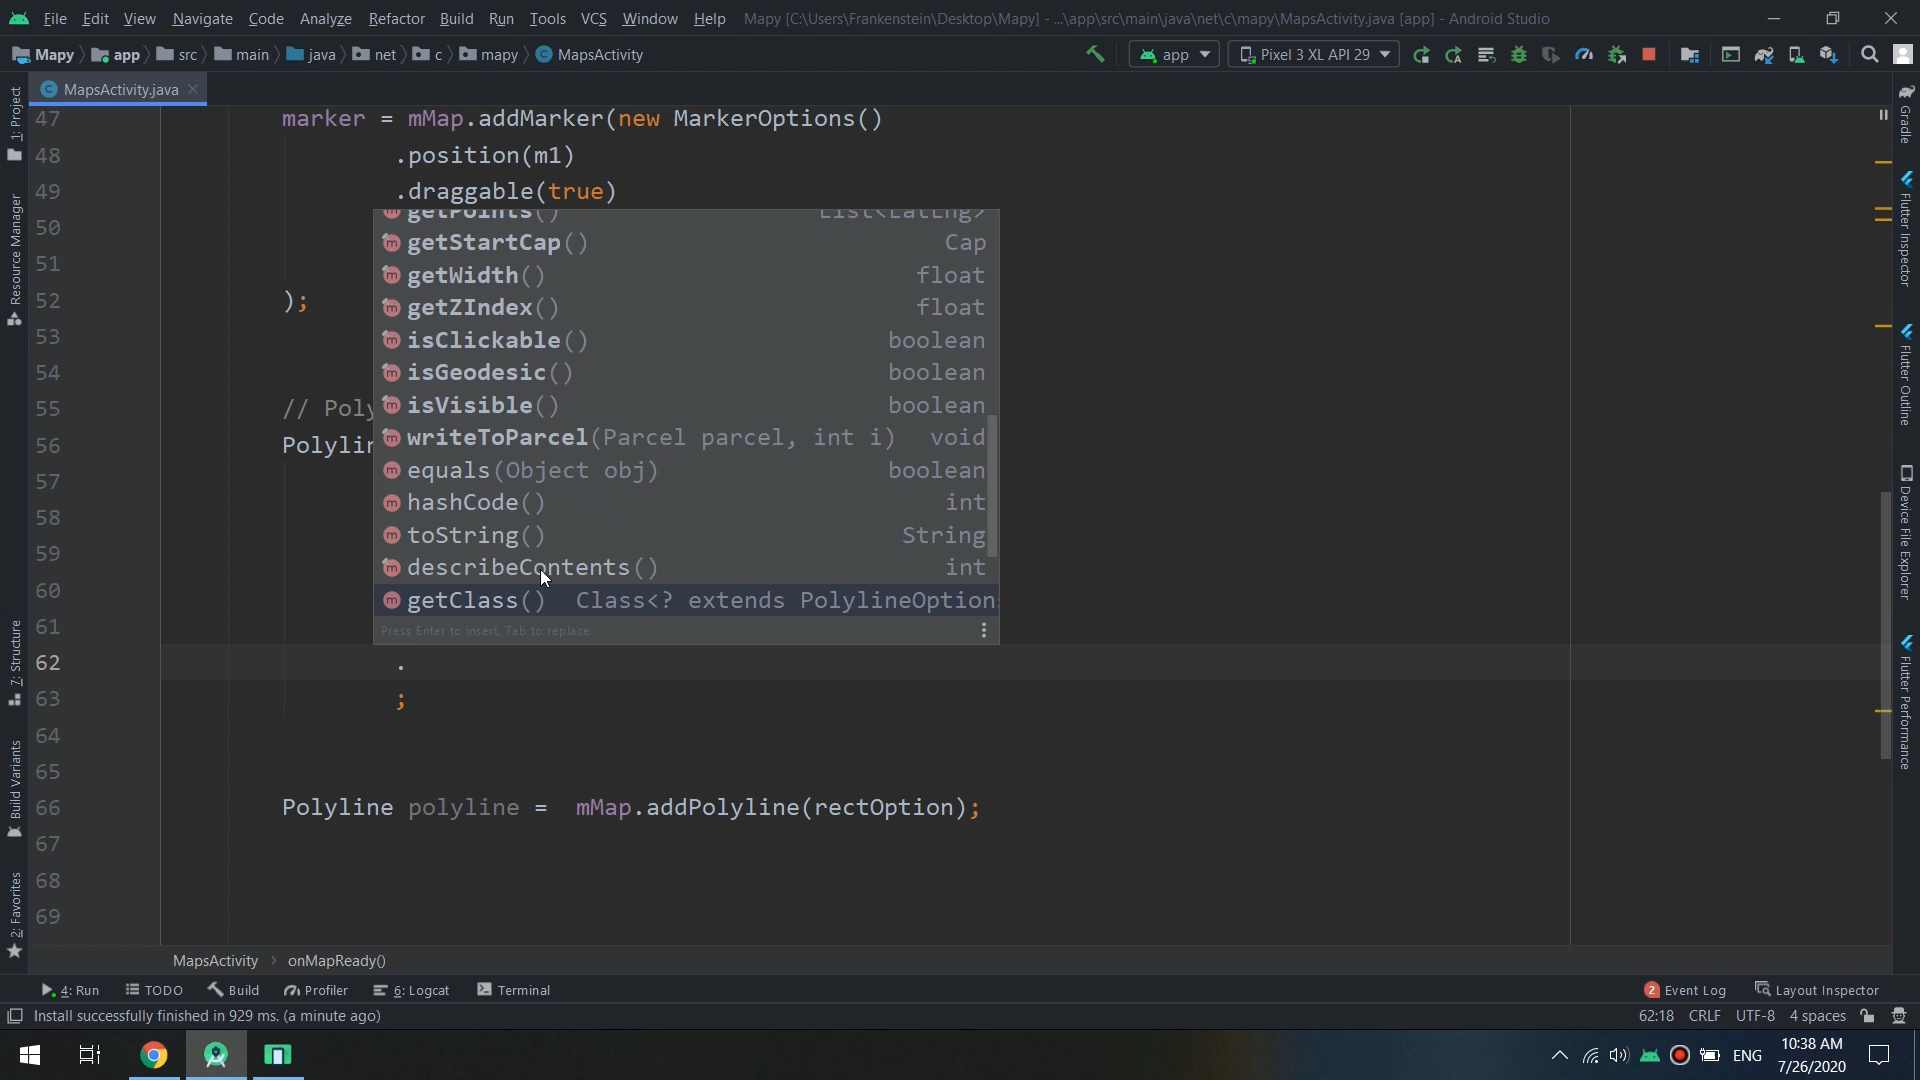 File Edit View Navigate Code Analyze Refactor Build Run Tools VCS Window Help Mapy [C:\Users\Frankenstein\Desktop\Mapy] - ...\app\src\main\java\net\c\mapy\MapsActivity.java [app] - Android Studio
Mapy app src main java net c mapy MapsActivity app Pixel 3 XL API 29
MapsActivity.java
1: Project
Resource Manager
7: Structure
Build Variants
2: Favorites
47 marker = mMap.addMarker(new MarkerOptions()
48 .position(m1)
49 .draggable(true)
50
51
52 );
53
54
55 // Poly
56
57
58
59
60
61
62 .
63 ;
64
65
66 Polyline polyline = mMap.addPolyline(rectOption);
67
68
69
getPoints() List<LatLng>
getStartCap() Cap
getWidth() float
getZIndex() float
isClickable() boolean
isGeodesic() boolean
isVisible() boolean
writeToParcel(Parcel parcel, int i) void
equals(Object obj) boolean
hashCode() int
toString() String
describeContents() int
getClass() Class<? extends PolylineOptions
Press Enter to insert, Tab to replace
Gradle
Flutter Inspector
Flutter Outline
Device File Explorer
Flutter Performance
MapsActivity onMapReady()
4: Run TODO Build Profiler 6: Logcat Terminal 2 Event Log Layout Inspector
Install successfully finished in 929 ms. (a minute ago) 62:18 CRLF UTF-8 4 spaces
ENG 10:38 AM
7/26/2020